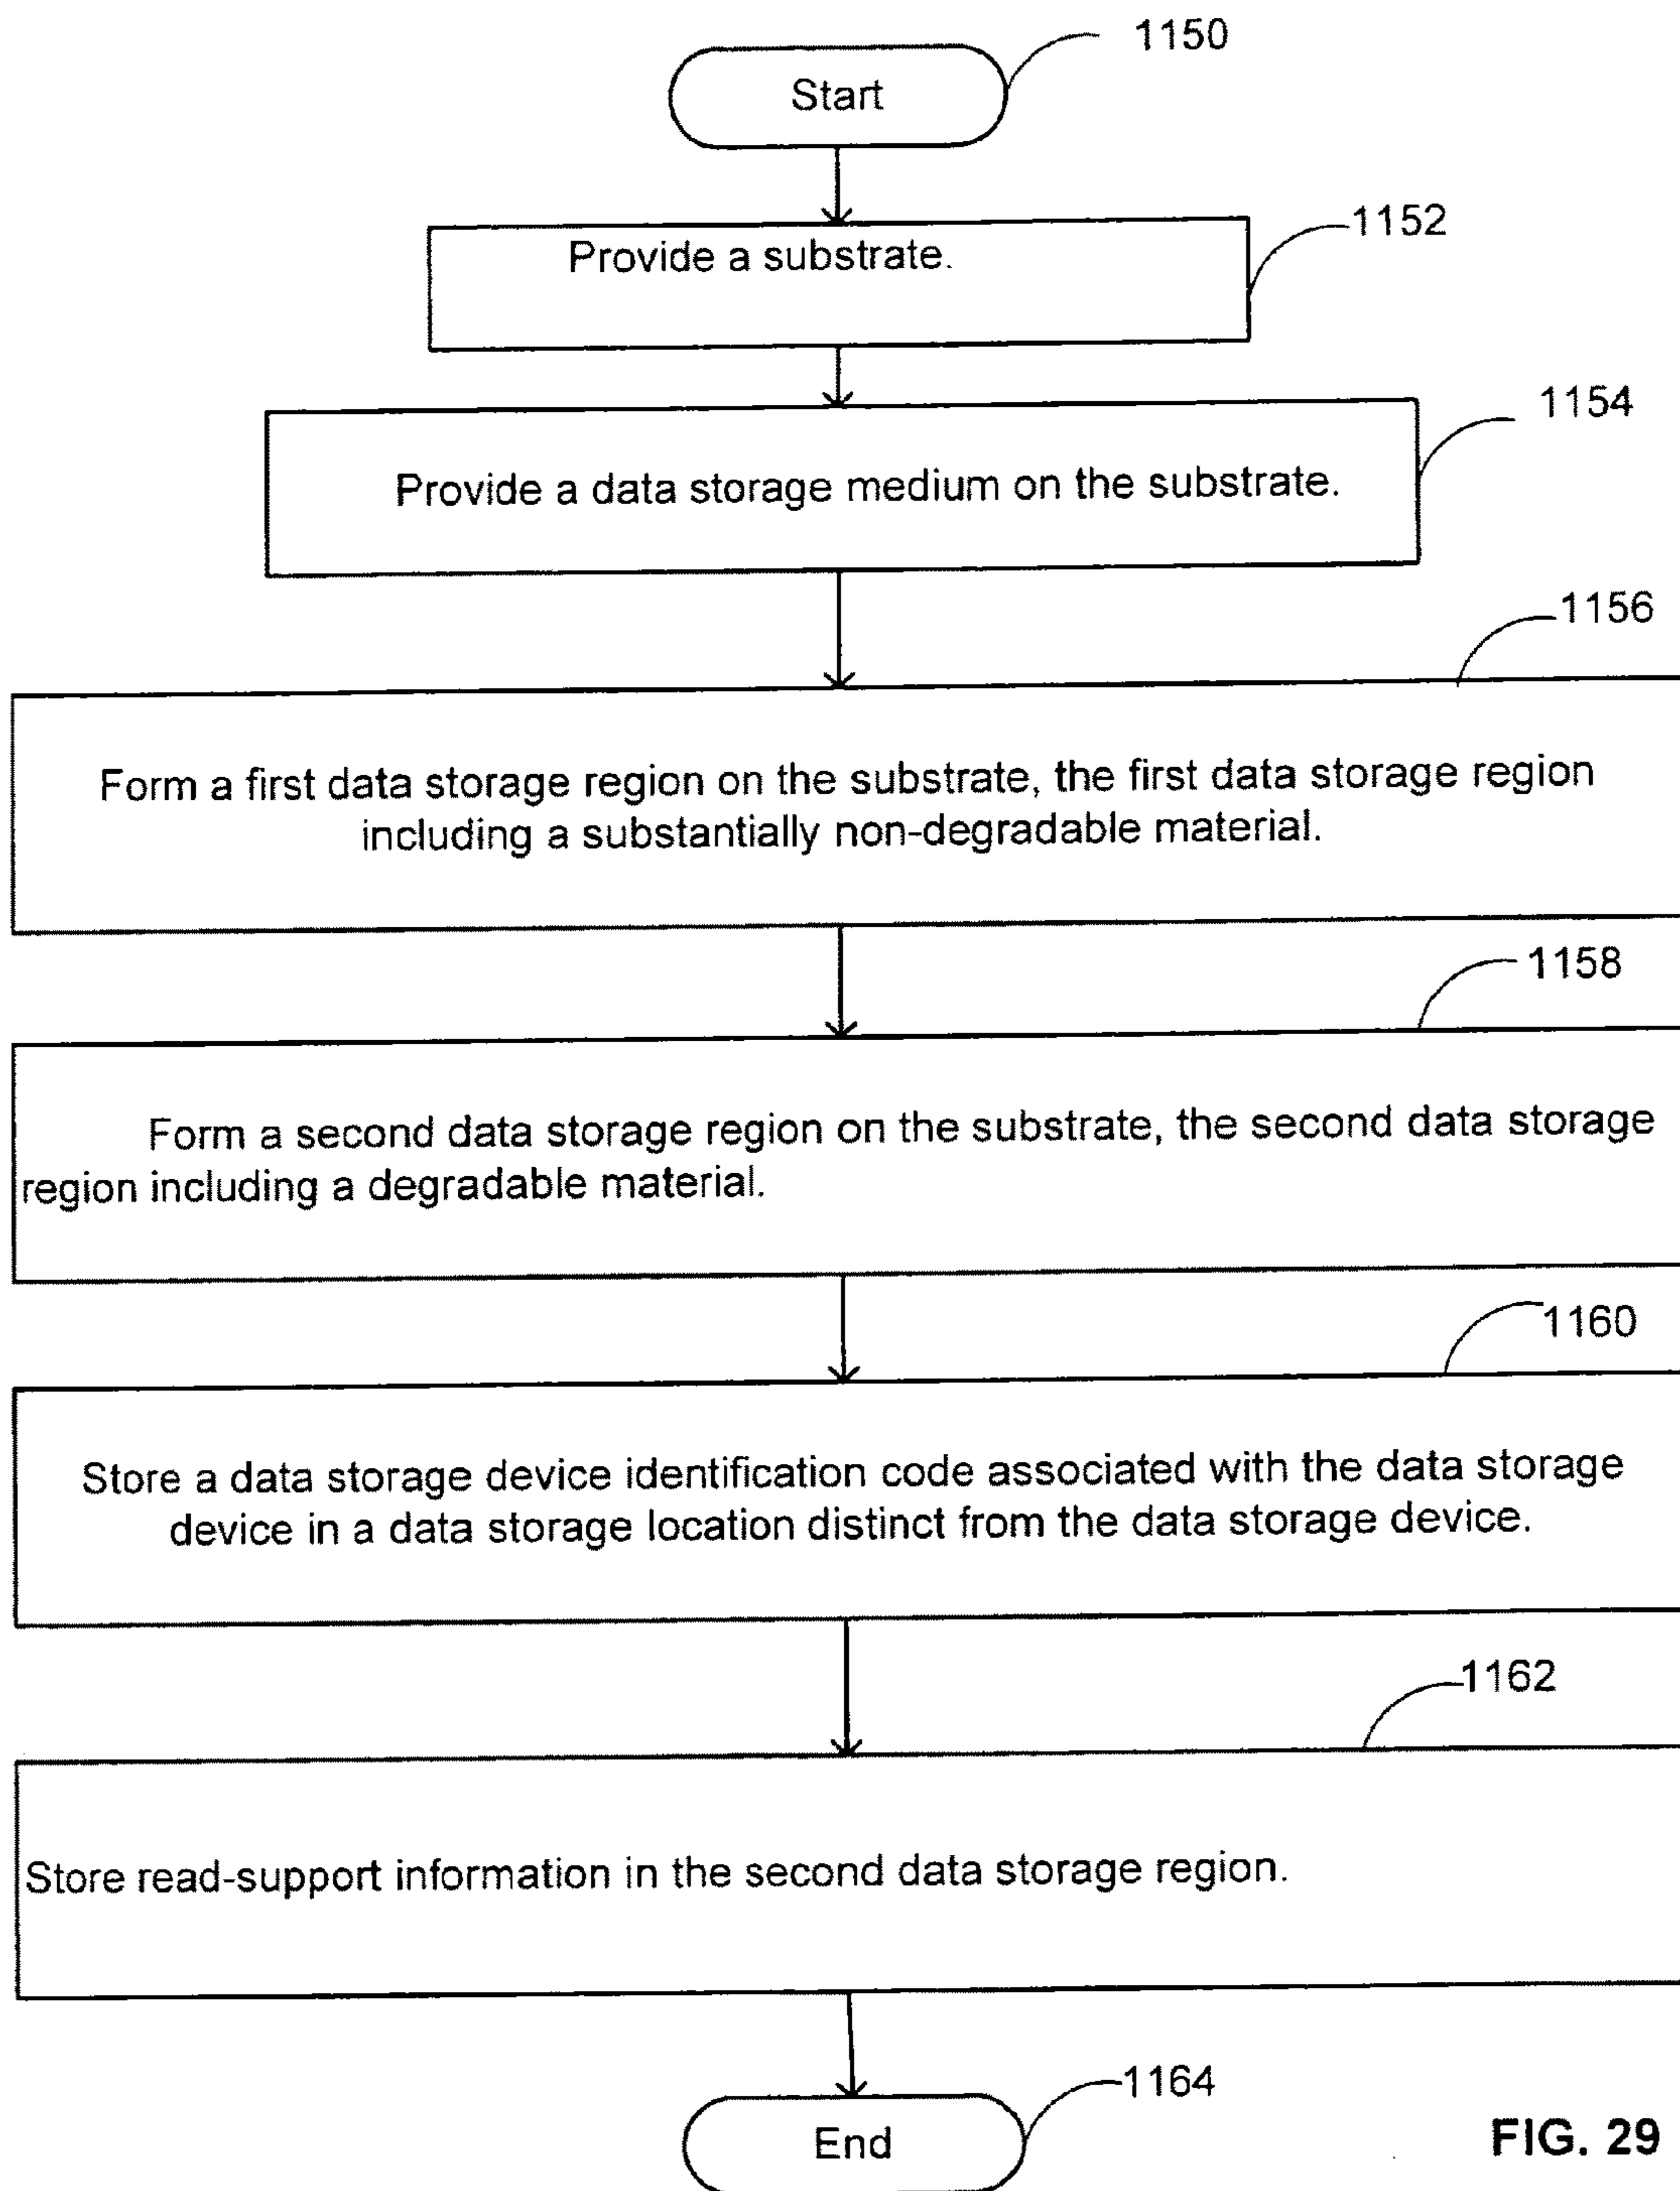 1150
Start
1152
Provide a substrate.
1154
Provide a data storage medium on the substrate.
1156
Form a first data storage region on the substrate, the first data storage region
including a substantially non-degradable material.
1158
Form a second data storage region on the substrate, the second data storage
region including a degradable material.
1160
Store a data storage device identification code associated with the data storage
device in a data storage location distinct from the data storage device.
1162
Store read-support information in the second data storage region.
1164
End
FIG. 29